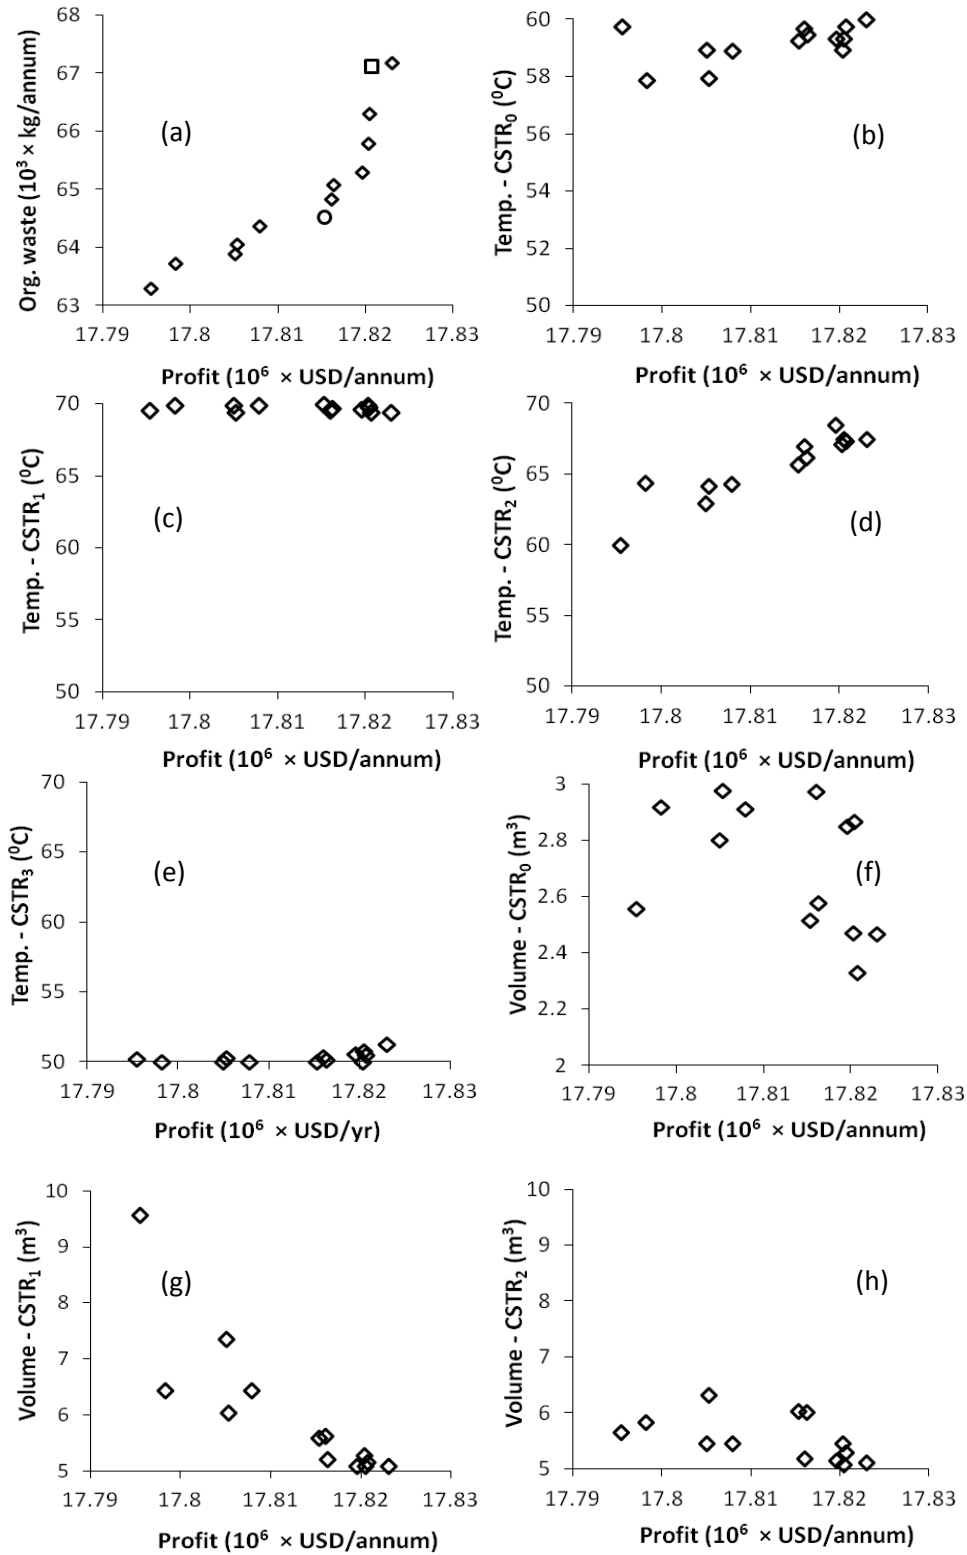 68
67
66
65
64
63
Org. waste (10³ × kg/annum)
(a)
17.79 17.8 17.81 17.82 17.83
Profit (10⁶ × USD/annum)
60
58
56
54
52
50
Temp. - CSTR₀ (⁰C)
(b)
17.79 17.8 17.81 17.82 17.83
Profit (10⁶ × USD/annum)
70
65
60
55
50
Temp. - CSTR₁ (⁰C)
(c)
17.79 17.8 17.81 17.82 17.83
Profit (10⁶ × USD/annum)
70
65
60
55
50
Temp. - CSTR₂ (⁰C)
(d)
17.79 17.8 17.81 17.82 17.83
Profit (10⁶ × USD/annum)
70
65
60
55
50
Temp. - CSTR₃ (⁰C)
(e)
17.79 17.8 17.81 17.82 17.83
Profit (10⁶ × USD/yr)
3
2.8
2.6
2.4
2.2
2
Volume - CSTR₀ (m³)
(f)
17.79 17.8 17.81 17.82 17.83
Profit (10⁶ × USD/annum)
10
9
8
7
6
5
Volume - CSTR₁ (m³)
(g)
17.79 17.8 17.81 17.82 17.83
Profit (10⁶ × USD/annum)
10
9
8
7
6
5
Volume - CSTR₂ (m³)
(h)
17.79 17.8 17.81 17.82 17.83
Profit (10⁶ × USD/annum)